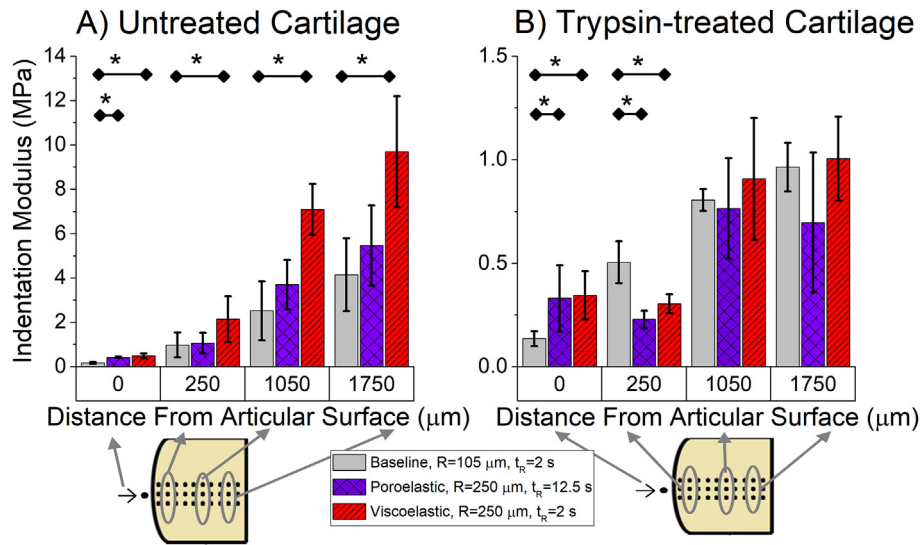 A) Untreated Cartilage
B) Trypsin-treated Cartilage
Indentation Modulus (MPa)
14
12
10
8
6
4
2
0
* * * *
*
0 250 1050 1750
1.5
1.0
0.5
0.0
* *
* *
0 250 1050 1750
Distance From Articular Surface (μm)
Distance From Articular Surface (μm)
Baseline, R=105 μm, tR=2 s
Poroelastic, R=250 μm, tR=12.5 s
Viscoelastic, R=250 μm, tR=2 s